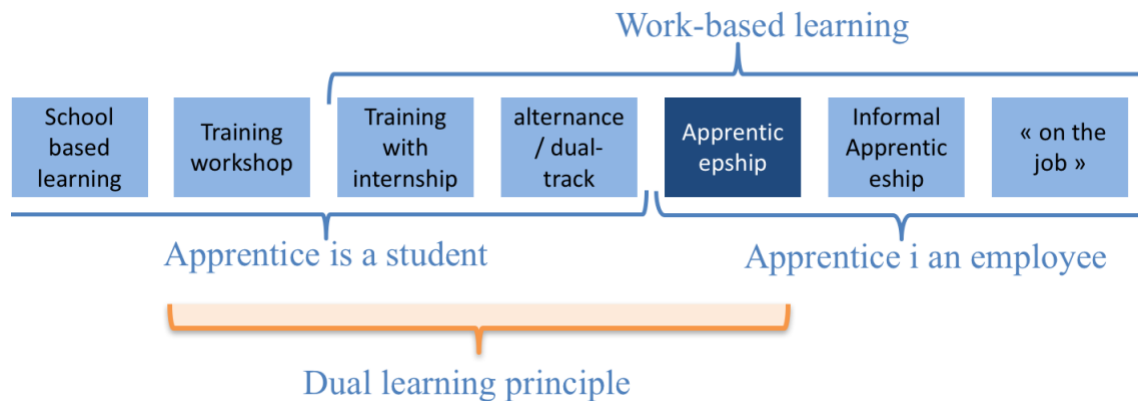 Work-based learning
School
based
learning
Training
workshop
Training
with
internship
alternance
/ dual-
track
Apprentic
epship
Informal
Apprentic
eship
« on the
job »
Apprentice is a student
Apprentice i an employee
Dual learning principle